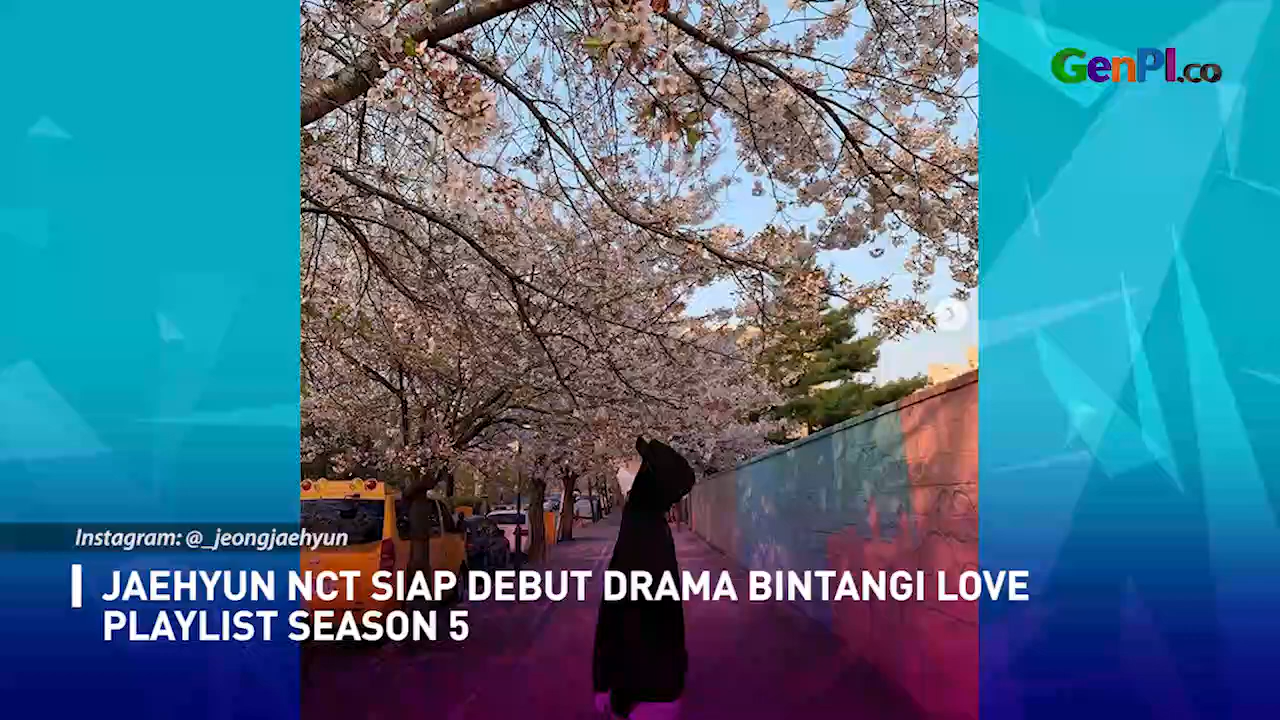 GenPI.co
Instagram: @_jeongjaehyun
JAEHYUN NCT SIAP DEBUT DRAMA BINTANGI LOVE
PLAYLIST SEASON 5